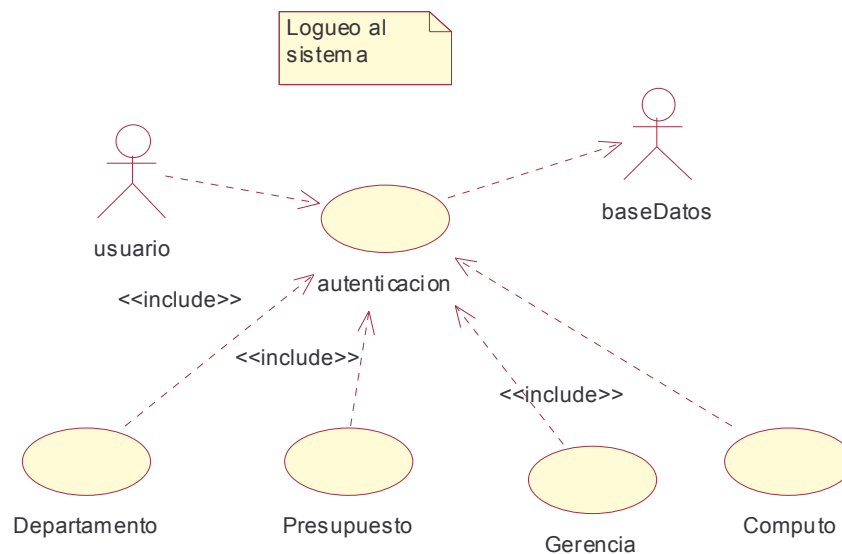 Logueo al
sistema
usuario
baseDatos
autenticacion
<<include>>
<<include>>
<<include>>
Departamento
Presupuesto
Gerencia
Computo